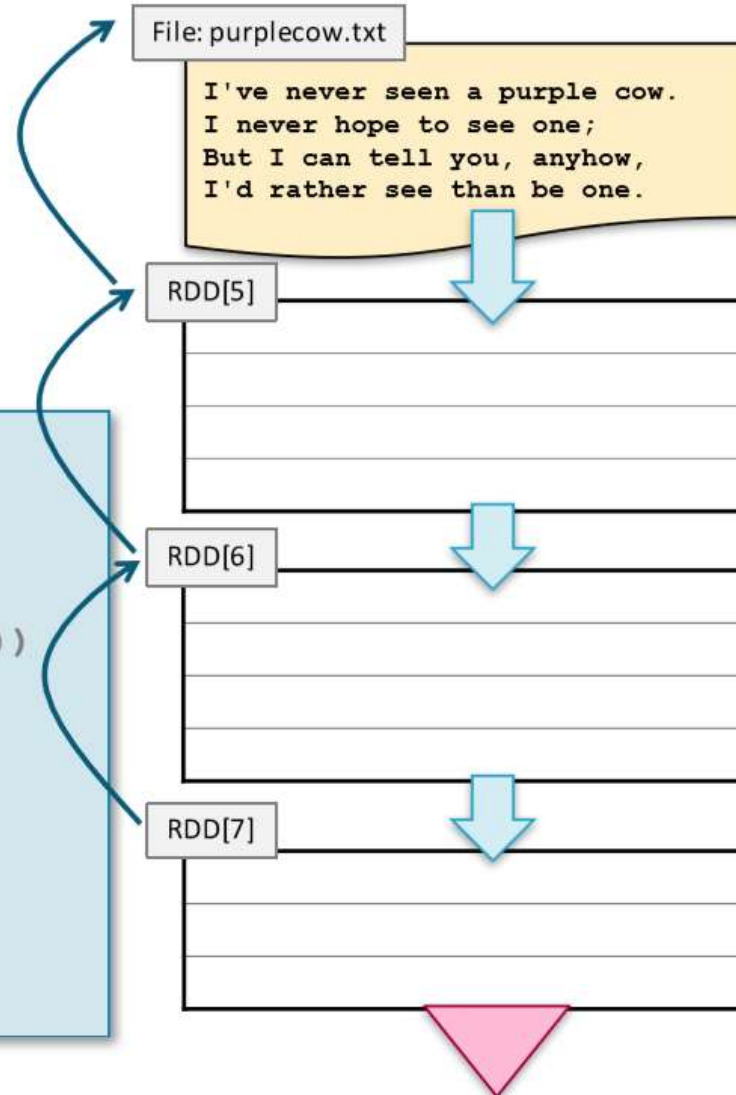 File: purplecow.txt
I've never seen a purple cow.
I never hope to see one;
But I can tell you, anyhow,
I'd rather see than be one.
RDD[5]
RDD[6]
))
RDD[7]